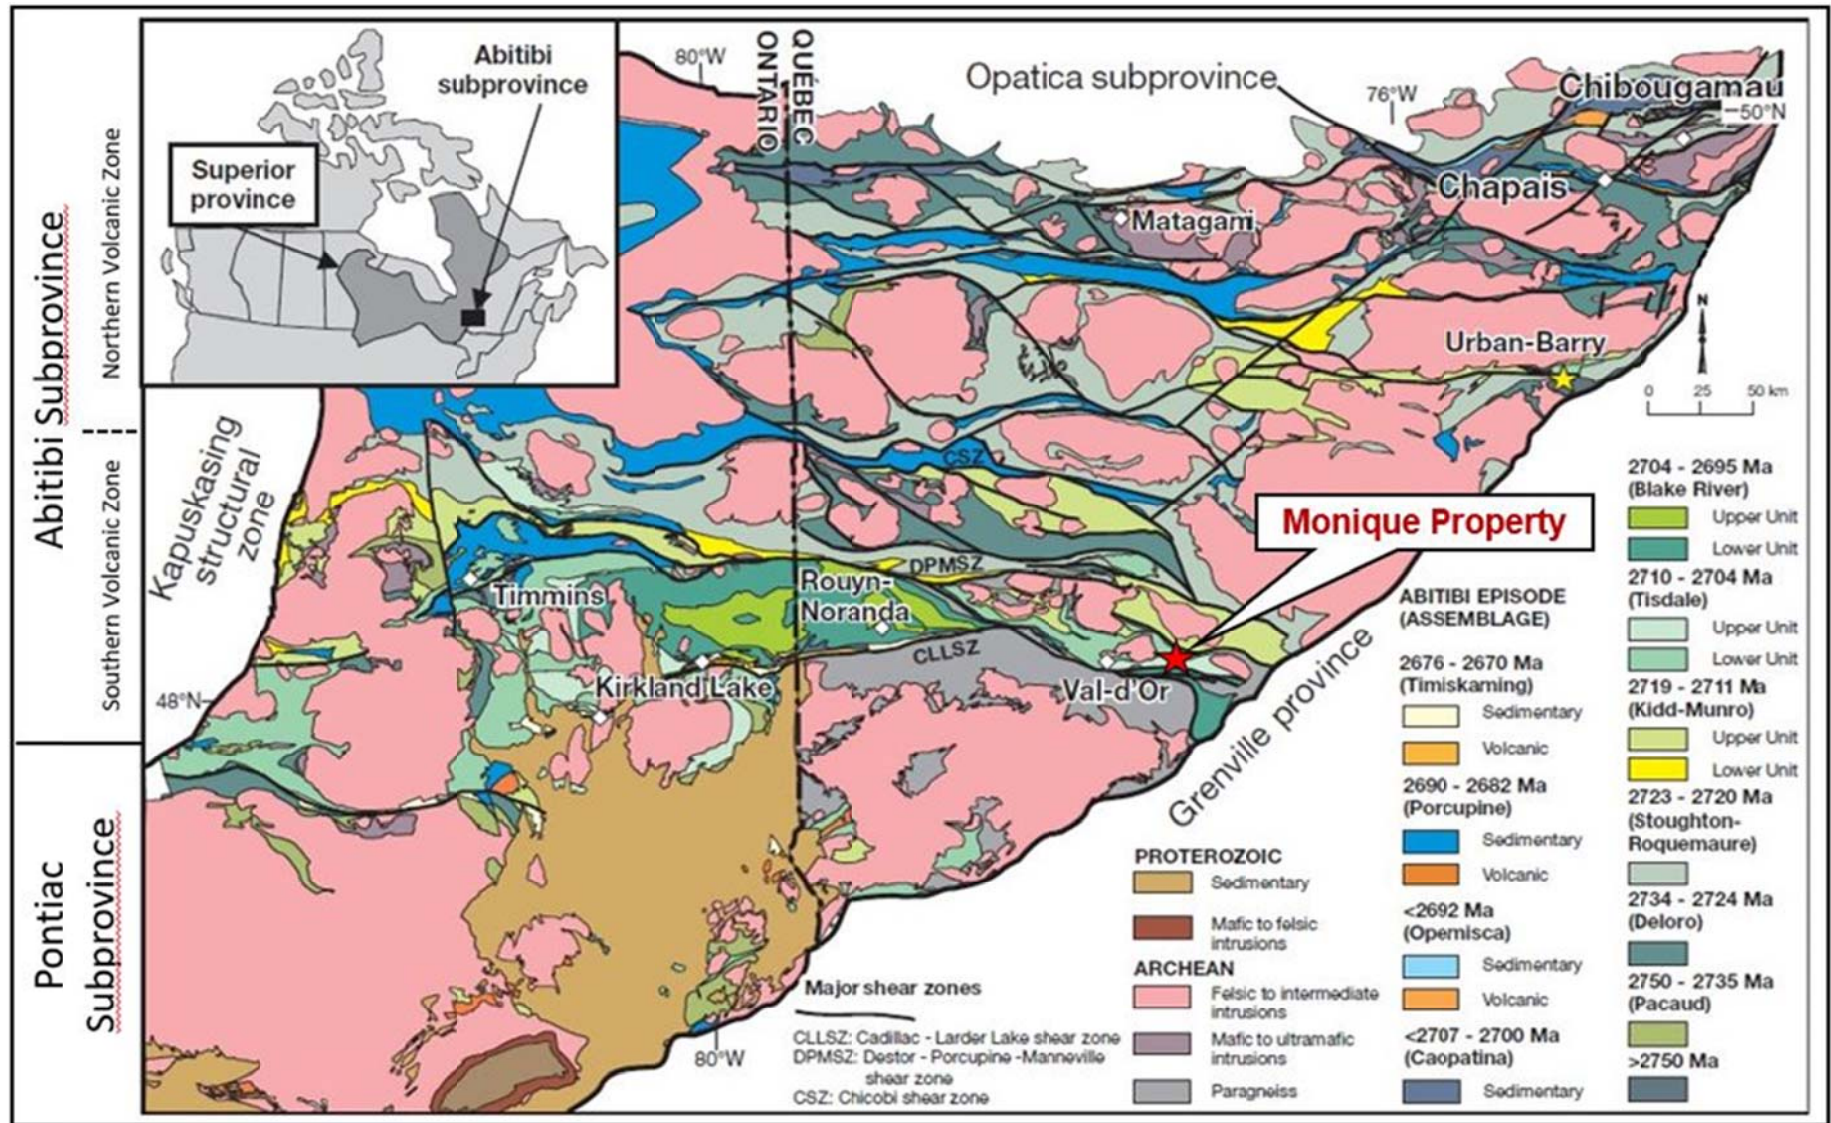 Abitibi Subprovince
Northern Volcanic Zone
Southern Volcanic Zone
Pontiac
Subprovince
Abitibi
subprovince
Superior
province
80°W
ONTARIO
QUÉBEC
Opatica subprovince
76°W
Chibougamau
50°N
Chapais
Matagami
Urban-Barry
N
0 25 50 km
Kapuskasing
structural
zone
CSZ
Monique Property
DPMSZ
Timmins
Rouyn-
Noranda
CLLSZ
Kirkland Lake
Val-d'Or
48°N
Grenville province
80°W
Major shear zones
CLLSZ: Cadillac - Larder Lake shear zone
DPMSZ: Destor - Porcupine -Manneville
shear zone
CSZ: Chicobi shear zone
PROTEROZOIC
Sedimentary
Mafic to felsic
intrusions
ARCHEAN
Felsic to intermediate
intrusions
Mafic to ultramafic
intrusions
Paragneiss
ABITIBI EPISODE
(ASSEMBLAGE)
2676 - 2670 Ma
(Timiskaming)
Sedimentary
Volcanic
2690 - 2682 Ma
(Porcupine)
Sedimentary
Volcanic
<2692 Ma
(Opemisca)
Sedimentary
Volcanic
<2707 - 2700 Ma
(Caopatina)
Sedimentary
2704 - 2695 Ma
(Blake River)
Upper Unit
Lower Unit
2710 - 2704 Ma
(Tisdale)
Upper Unit
Lower Unit
2719 - 2711 Ma
(Kidd-Munro)
Upper Unit
Lower Unit
2723 - 2720 Ma
(Stoughton-
Roquemaure)
2734 - 2724 Ma
(Deloro)
2750 - 2735 Ma
(Pacaud)
>2750 Ma